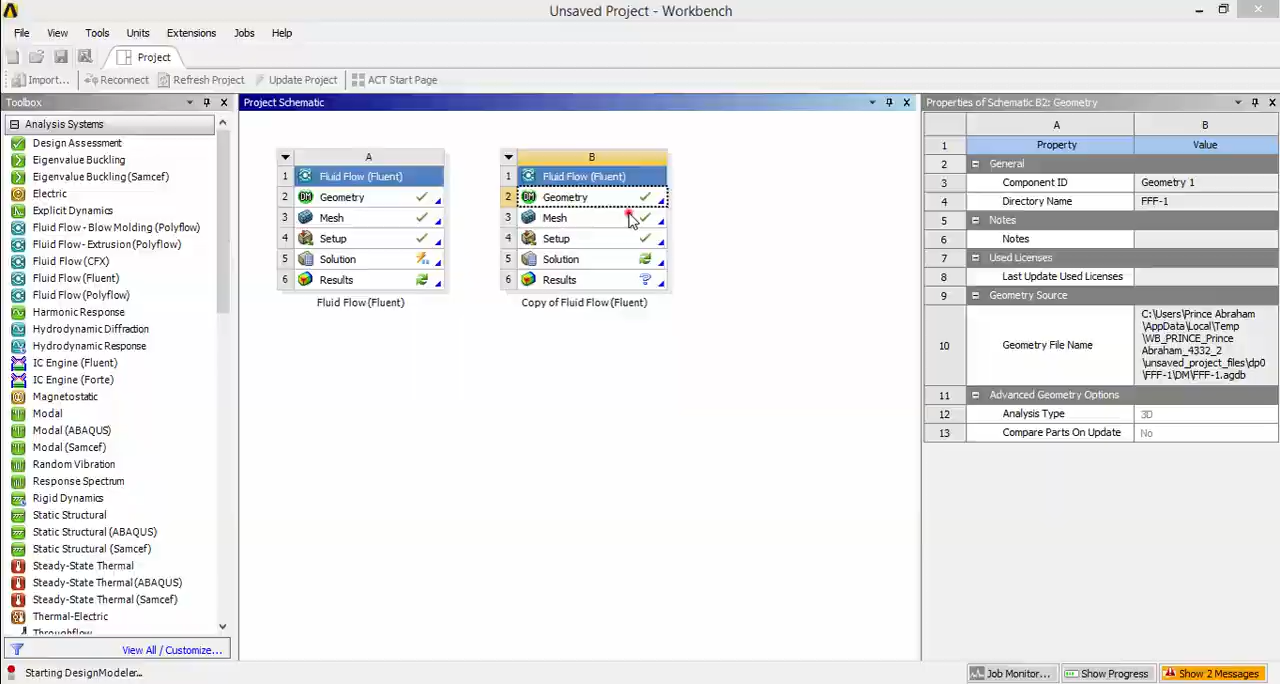 Unsaved Project - Workbench
File View Tools Units Extensions Jobs Help
Project
Import... Reconnect Refresh Project Update Project ACT Start Page
Toolbox
Analysis Systems
Design Assessment
Eigenvalue Buckling
Eigenvalue Buckling (Samcef)
Electric
Explicit Dynamics
Fluid Flow - Blow Molding (Polyflow)
Fluid Flow - Extrusion (Polyflow)
Fluid Flow (CFX)
Fluid Flow (Fluent)
Fluid Flow (Polyflow)
Harmonic Response
Hydrodynamic Diffraction
Hydrodynamic Response
IC Engine (Fluent)
IC Engine (Forte)
Magnetostatic
Modal
Modal (ABAQUS)
Modal (Samcef)
Random Vibration
Response Spectrum
Rigid Dynamics
Static Structural
Static Structural (ABAQUS)
Static Structural (Samcef)
Steady-State Thermal
Steady-State Thermal (ABAQUS)
Steady-State Thermal (Samcef)
Thermal-Electric
Throughflow
View All / Customize...
Project Schematic
A
1 Fluid Flow (Fluent)
2 Geometry
3 Mesh
4 Setup
5 Solution
6 Results
Fluid Flow (Fluent)
B
1 Fluid Flow (Fluent)
2 Geometry
3 Mesh
4 Setup
5 Solution
6 Results
Copy of Fluid Flow (Fluent)
Properties of Schematic B2: Geometry
A B
1 Property Value
2 General
3 Component ID Geometry 1
4 Directory Name FFF-1
5 Notes
6 Notes
7 Used Licenses
8 Last Update Used Licenses
9 Geometry Source
10 Geometry File Name
C:\Users\Prince Abraham
\AppData\Local\Temp
\WB_PRINCE_Prince
Abraham_4332_2
\unsaved_project_files\dp0
\FFF-1\DM\FFF-1.agdb
11 Advanced Geometry Options
12 Analysis Type 3D
13 Compare Parts On Update No
Starting DesignModeler...
Job Monitor... Show Progress Show 2 Messages